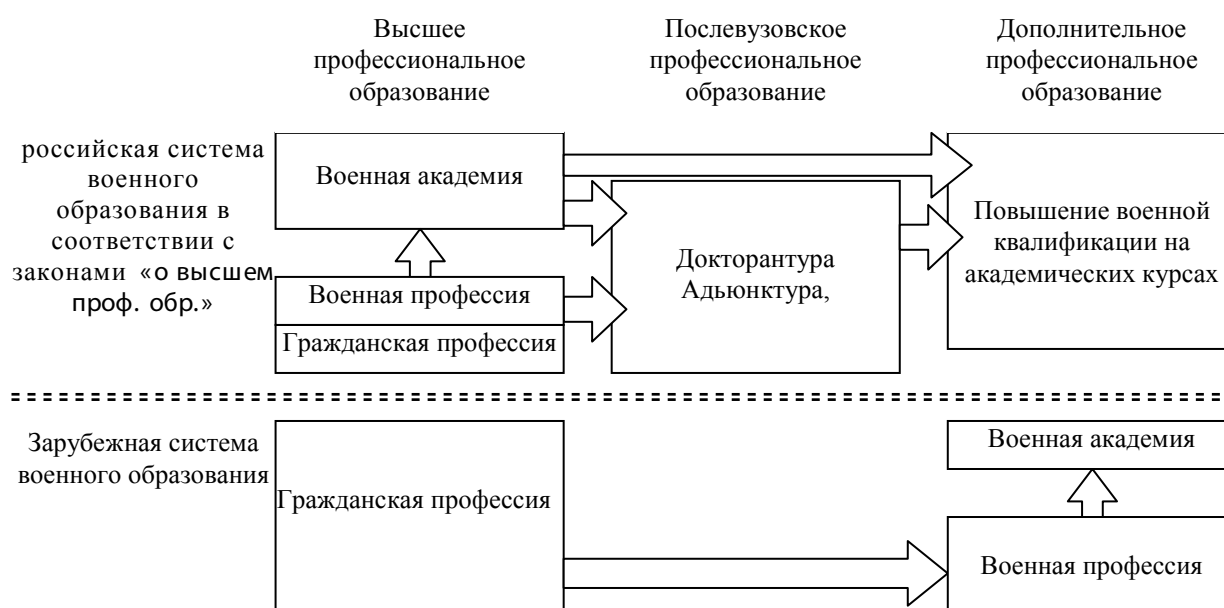 Высшее
профессиональное
образование
Послевузовское
профессиональное
образование
Дополнительное
профессиональное
образование
российская система
военного
образования в
соответствии с
законами «о высшем
проф. обр.»
Военная академия
Военная профессия
Гражданская профессия
Докторантура
Адьюнктура,
Повышение военной
квалификации на
академических курсах
Зарубежная система
военного образования
Гражданская профессия
Военная академия
Военная профессия